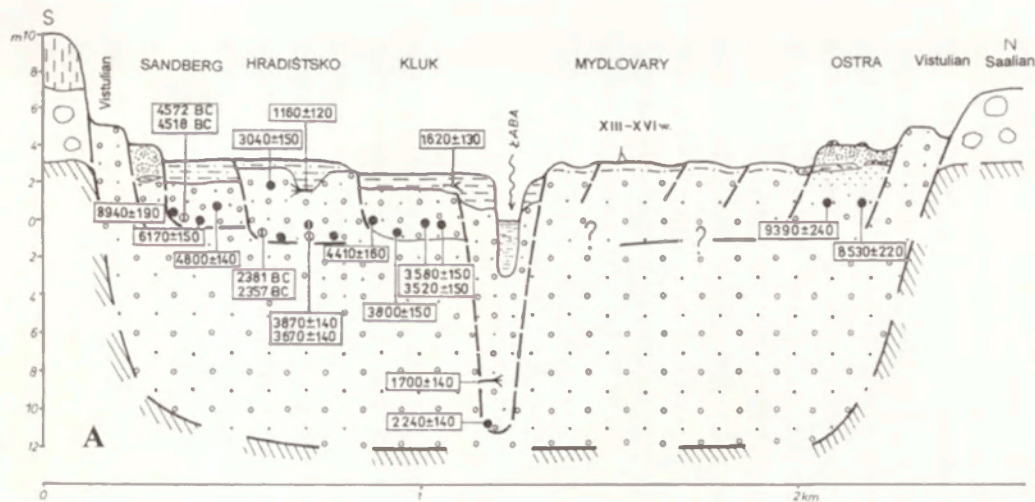 S
N
m10
8
6
4
2
0
2
4
6
8
10
12
Vistulian
SANDBERG
HRADIŠTSKO
KLUK
MYDLOVARY
OSTRA
Vistulian
Saalian
4572 BC
4518 BC
1160±120
3040±150
1620±130
ŁABA
XIII-XVI w.
8940±190
6170±150
4800±140
2381 BC
2357 BC
3870±140
3670±140
4410±160
3580±150
3520±150
3800±150
?
?
9390±240
8530±220
1700±140
2240±140
A
0
1
2km